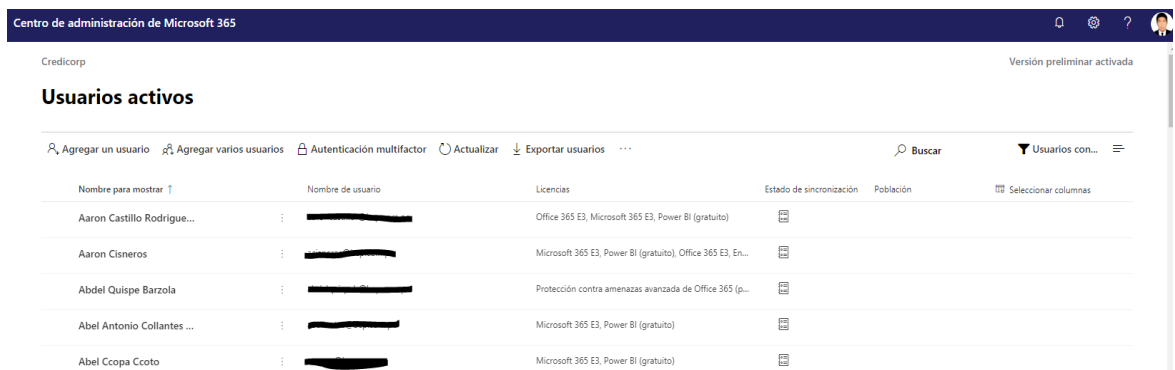 Centro de administración de Microsoft 365 ?
Credicorp Versión preliminar activada
Usuarios activos
Agregar un usuario Agregar varios usuarios Autenticación multifactor Actualizar Exportar usuarios ... Buscar Usuarios con...
Nombre para mostrar ↑ Nombre de usuario Licencias Estado de sincronización Población Seleccionar columnas
Aaron Castillo Rodrigue... Office 365 E3, Microsoft 365 E3, Power BI (gratuito)
Aaron Cisneros Microsoft 365 E3, Power BI (gratuito), Office 365 E3, En...
Abdel Quispe Barzola Protección contra amenazas avanzada de Office 365 (p...
Abel Antonio Collantes ... Microsoft 365 E3, Power BI (gratuito)
Abel Ccopa Ccoto Microsoft 365 E3, Power BI (gratuito)